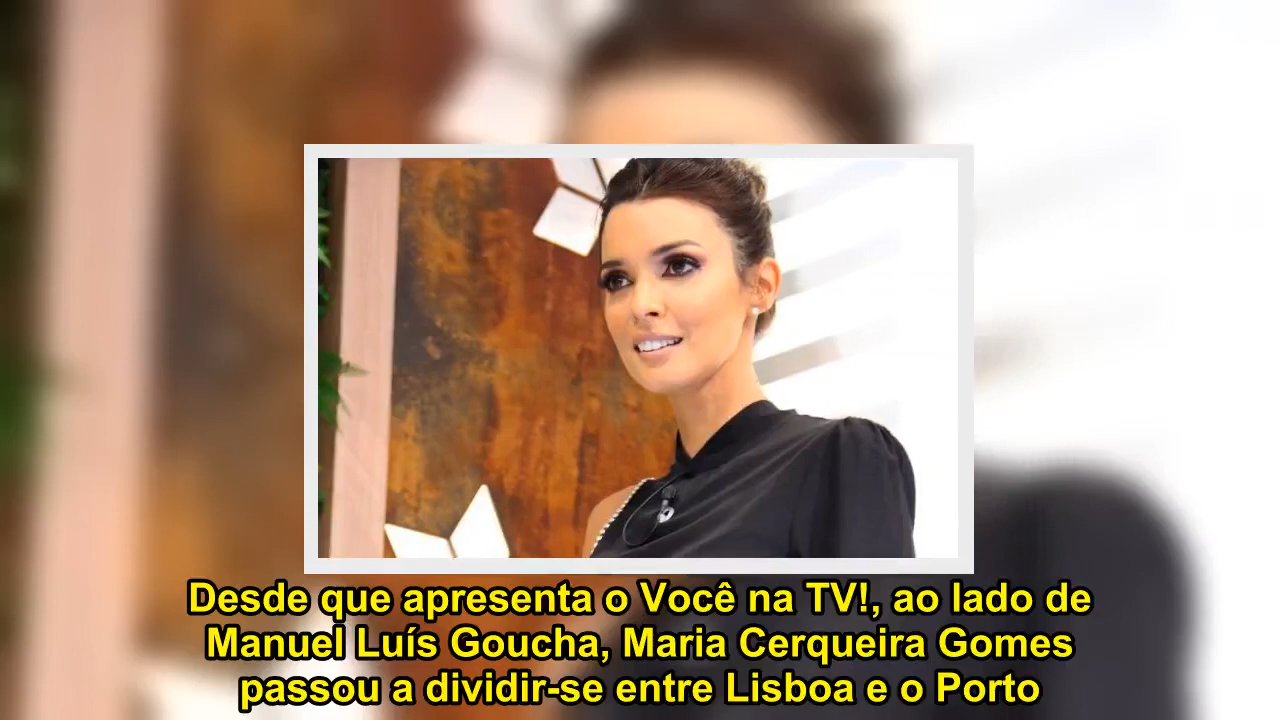 Desde que apresenta o Você na TV!, ao lado de
Manuel Luís Goucha, Maria Cerqueira Gomes
passou a dividir-se entre Lisboa e o Porto